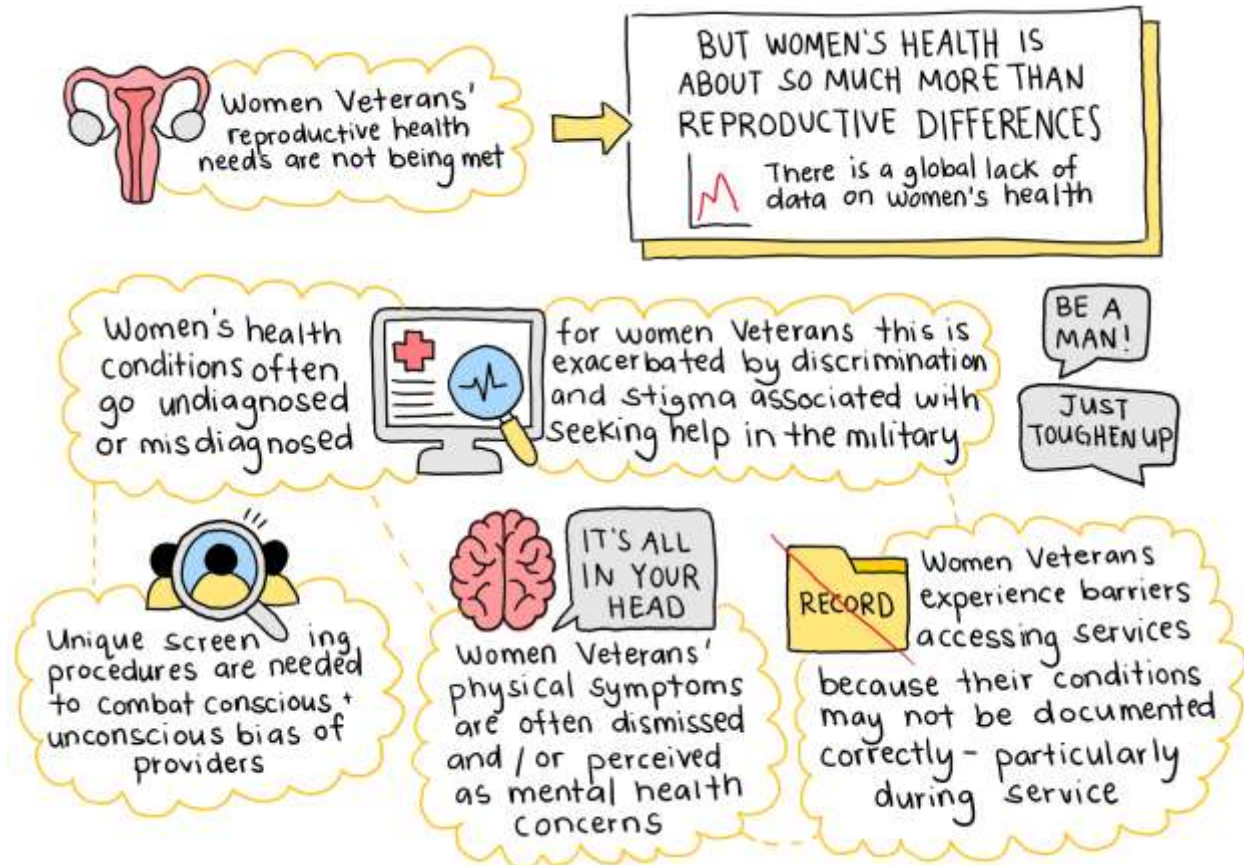 Women Veterans'
reproductive health
needs are not being met
BUT WOMEN'S HEALTH IS
ABOUT SO MUCH MORE THAN
REPRODUCTIVE DIFFERENCES
There is a global lack of
data on women's health
Women's health
conditions often
go undiagnosed
or misdiagnosed
for women Veterans this is
exacerbated by discrimination
and stigma associated with
seeking help in the military
BE A
MAN!
JUST
TOUGHEN UP
Unique screen ing
procedures are needed
to combat conscious +
unconscious bias of
providers
IT'S ALL
IN YOUR
HEAD
Women Veterans'
physical symptoms
are often dismissed
and / or perceived
as mental health
concerns
RECORD
Women Veterans
experience barriers
accessing services
because their conditions
may not be documented
correctly - particularly
during service